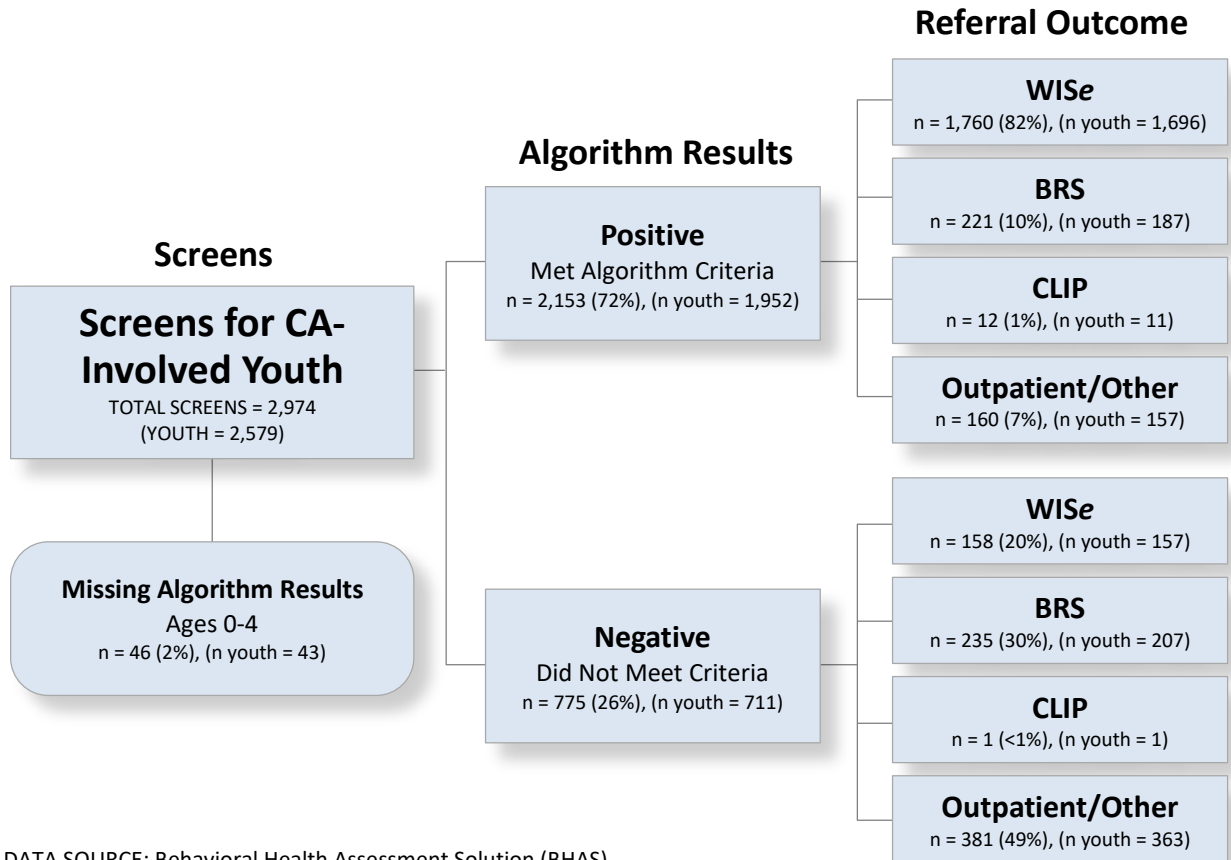 Referral Outcome
WISe
n = 1,760 (82%), (n youth = 1,696)
Algorithm Results
BRS
n = 221 (10%), (n youth = 187)
Positive
Met Algorithm Criteria
n = 2,153 (72%), (n youth = 1,952)
Screens
CLIP
n = 12 (1%), (n youth = 11)
Screens for CA-
Involved Youth
TOTAL SCREENS = 2,974
(YOUTH = 2,579)
Outpatient/Other
n = 160 (7%), (n youth = 157)
WISe
n = 158 (20%), (n youth = 157)
Missing Algorithm Results
Ages 0-4
n = 46 (2%), (n youth = 43)
BRS
n = 235 (30%), (n youth = 207)
Negative
Did Not Meet Criteria
n = 775 (26%), (n youth = 711)
CLIP
n = 1 (<1%), (n youth = 1)
Outpatient/Other
n = 381 (49%), (n youth = 363)
DATA SOURCE: Behavioral Health Assessment Solution (BHAS)